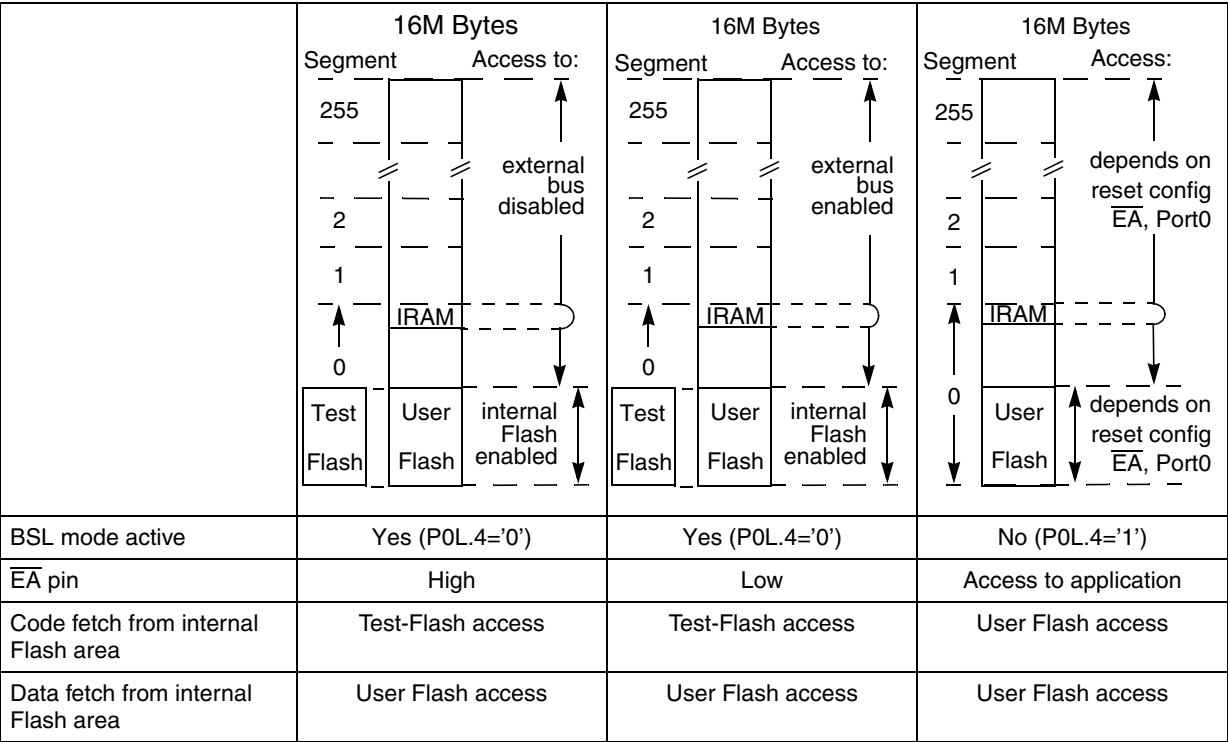 16M Bytes
Segment Access to:
255
external
bus
disabled
2
1
IRAM
0
Test User internal
Flash
Flash Flash enabled
16M Bytes
Segment Access to:
255
external
bus
enabled
2
1
IRAM
0
Test User internal
Flash
Flash Flash enabled
16M Bytes
Segment Access:
255
depends on
reset config
2 E̅A̅, Port0
1
IRAM
0 User depends on
reset config
Flash E̅A̅, Port0
BSL mode active Yes (P0L.4='0') Yes (P0L.4='0') No (P0L.4='1')
E̅A̅ pin High Low Access to application
Code fetch from internal Test-Flash access Test-Flash access User Flash access
Flash area
Data fetch from internal User Flash access User Flash access User Flash access
Flash area